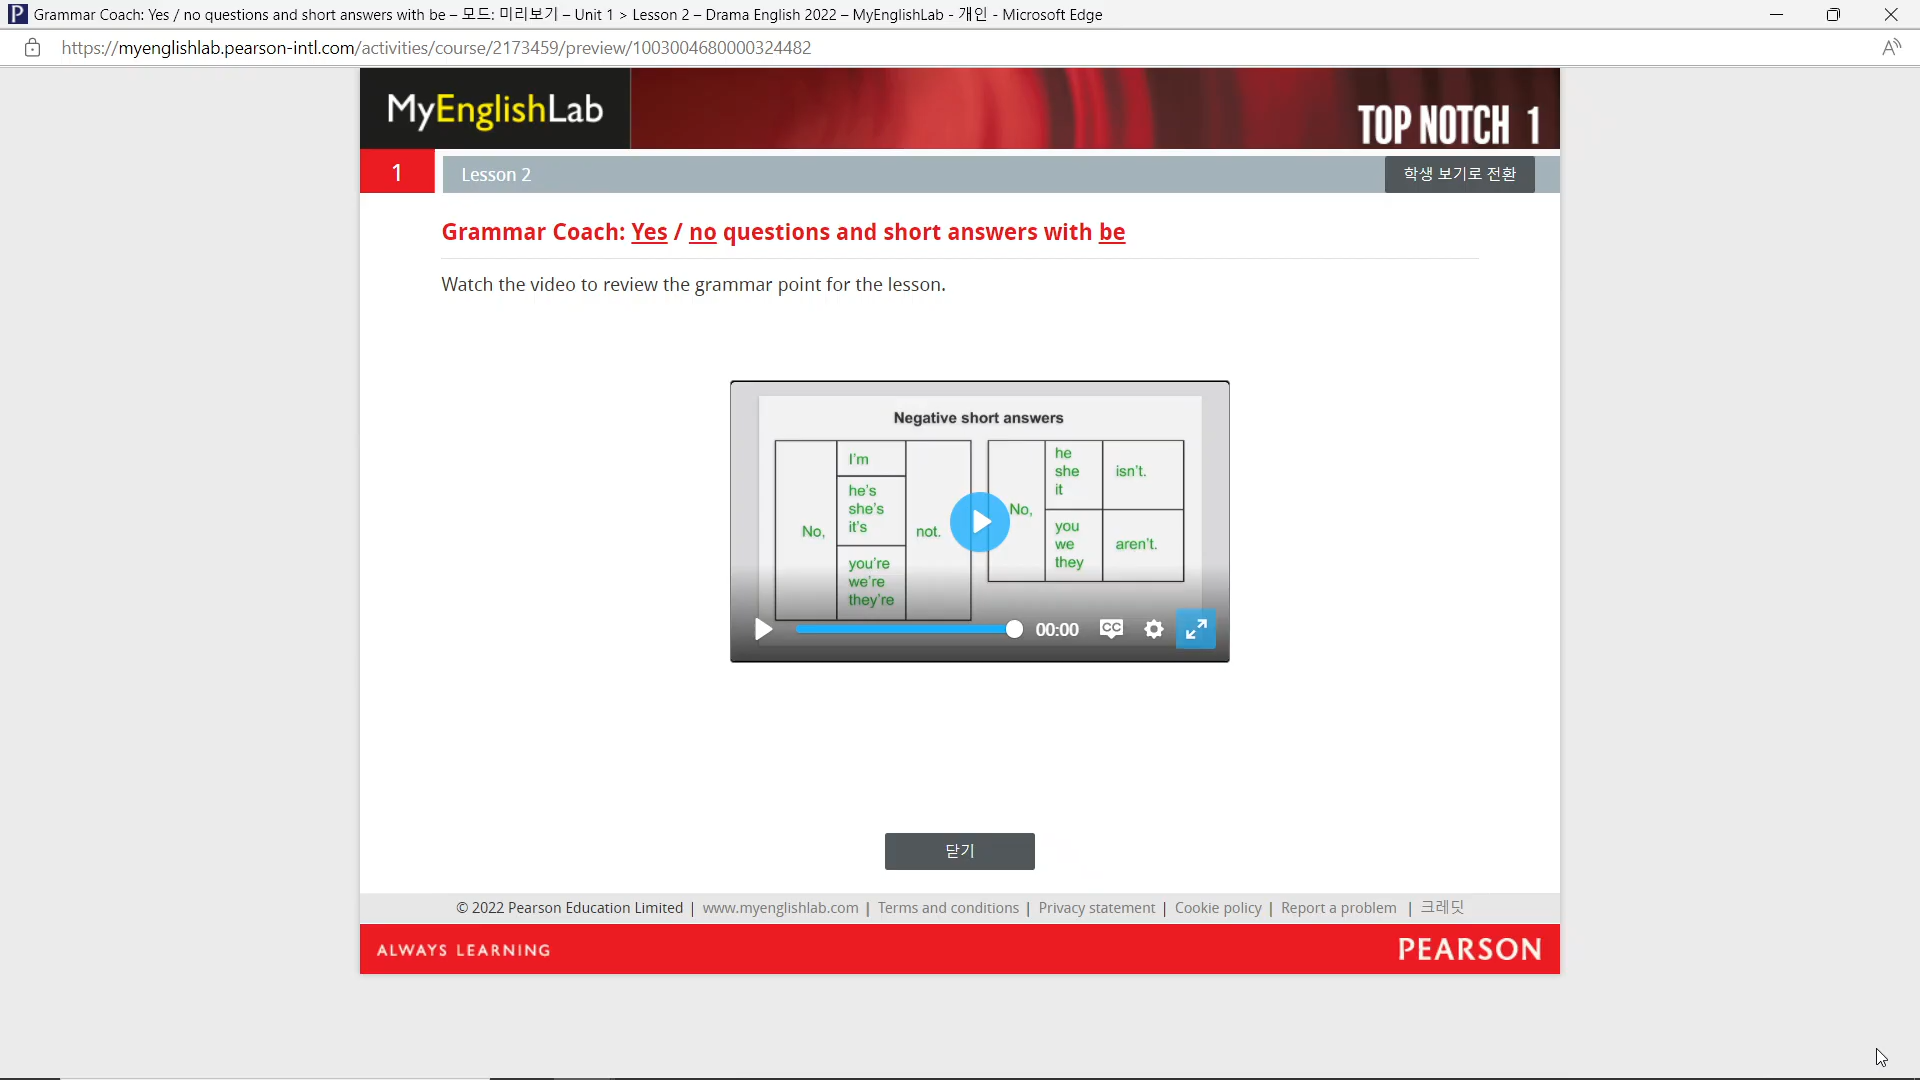 Grammar Coach: Yes / no questions and short answers with be – 모드: 미리보기 – Unit 1 > Lesson 2 – Drama English 2022 – MyEnglishLab - 개인 - Microsoft Edge
https://myenglishlab.pearson-intl.com/activities/course/2173459/preview/1003004680000324482
MyEnglishLab
TOP NOTCH 1
1
Lesson 2
학생 보기로 전환
Grammar Coach: Yes / no questions and short answers with be
Watch the video to review the grammar point for the lesson.
Negative short answers
No,
I'm
he's
she's
it's
you're
we're
they're
not.
No,
he
she
it
isn't.
you
we
they
aren't.
00:00
CC
닫기
© 2022 Pearson Education Limited | www.myenglishlab.com | Terms and conditions | Privacy statement | Cookie policy | Report a problem | 크레딧
ALWAYS LEARNING
PEARSON